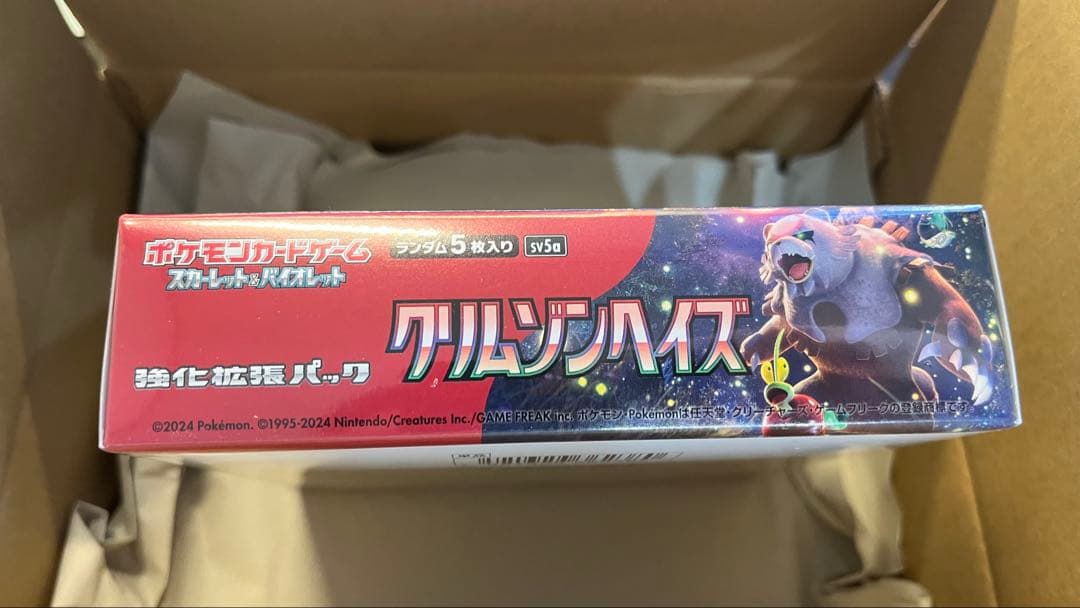 ポケモンカードゲーム
スカーレット&バイオレット
ランダム5枚入り
sv5a
クリムゾンヘイズ
強化拡張パック
©2024 Pokémon. ©1995-2024 Nintendo/Creatures Inc./GAME FREAK inc. ポケモン・Pokémonは任天堂・クリーチャーズ・ゲームフリークの登録商標です。